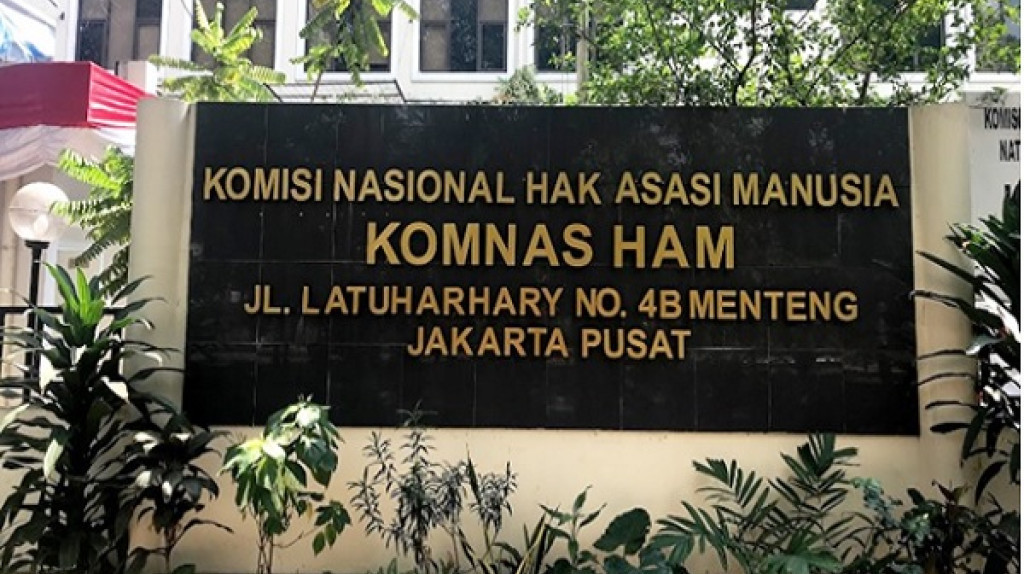 KOMISI NASIONAL HAK ASASI MANUSIA
KOMNAS HAM
JL. LATUHARHARY NO. 4B MENTENG
JAKARTA PUSAT